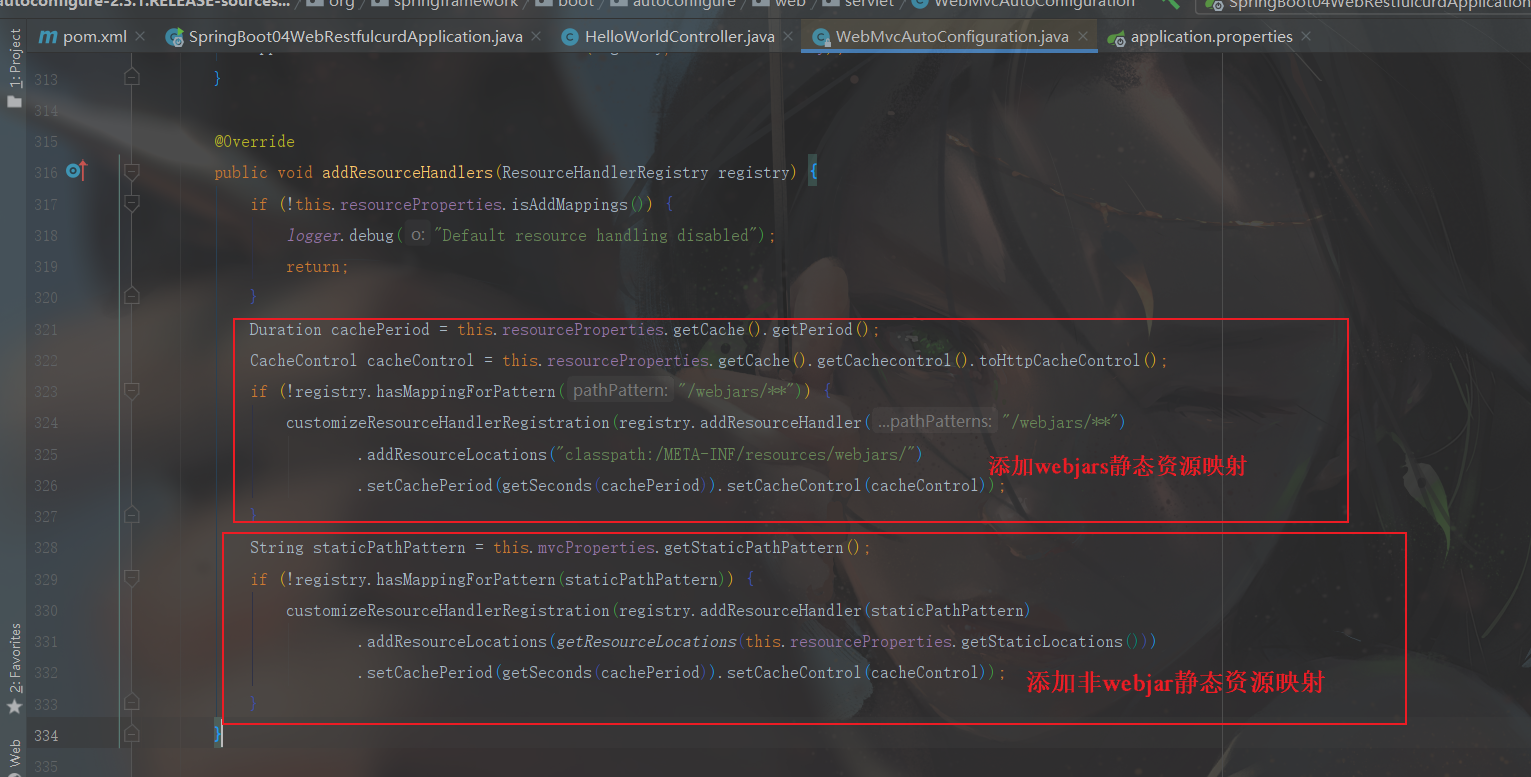 autoconfigure-2.3.1.RELEASE-sources... org springframework boot autoconfigure web servlet WebMvcAutoConfiguration SpringBoot04WebRestfulcurdApplication
pom.xml SpringBoot04WebRestfulcurdApplication.java HelloWorldController.java WebMvcAutoConfiguration.java application.properties
1: Project
313 }
314
315 @Override
316 public void addResourceHandlers(ResourceHandlerRegistry registry) {
317 if (!this.resourceProperties.isAddMappings()) {
318 logger.debug( o: "Default resource handling disabled");
319 return;
320 }
321 Duration cachePeriod = this.resourceProperties.getCache().getPeriod();
322 CacheControl cacheControl = this.resourceProperties.getCache().getCachecontrol().toHttpCacheControl();
323 if (!registry.hasMappingForPattern( pathPattern: "/webjars/**")) {
324 customizeResourceHandlerRegistration(registry.addResourceHandler( ...pathPatterns: "/webjars/**")
325 .addResourceLocations("classpath:/META-INF/resources/webjars/")
添加webjars静态资源映射
326 .setCachePeriod(getSeconds(cachePeriod)).setCacheControl(cacheControl));
327 }
328 String staticPathPattern = this.mvcProperties.getStaticPathPattern();
329 if (!registry.hasMappingForPattern(staticPathPattern)) {
330 customizeResourceHandlerRegistration(registry.addResourceHandler(staticPathPattern)
331 .addResourceLocations(getResourceLocations(this.resourceProperties.getStaticLocations()))
332 .setCachePeriod(getSeconds(cachePeriod)).setCacheControl(cacheControl));
添加非webjar静态资源映射
333 }
334 }
335
2: Favorites
Web